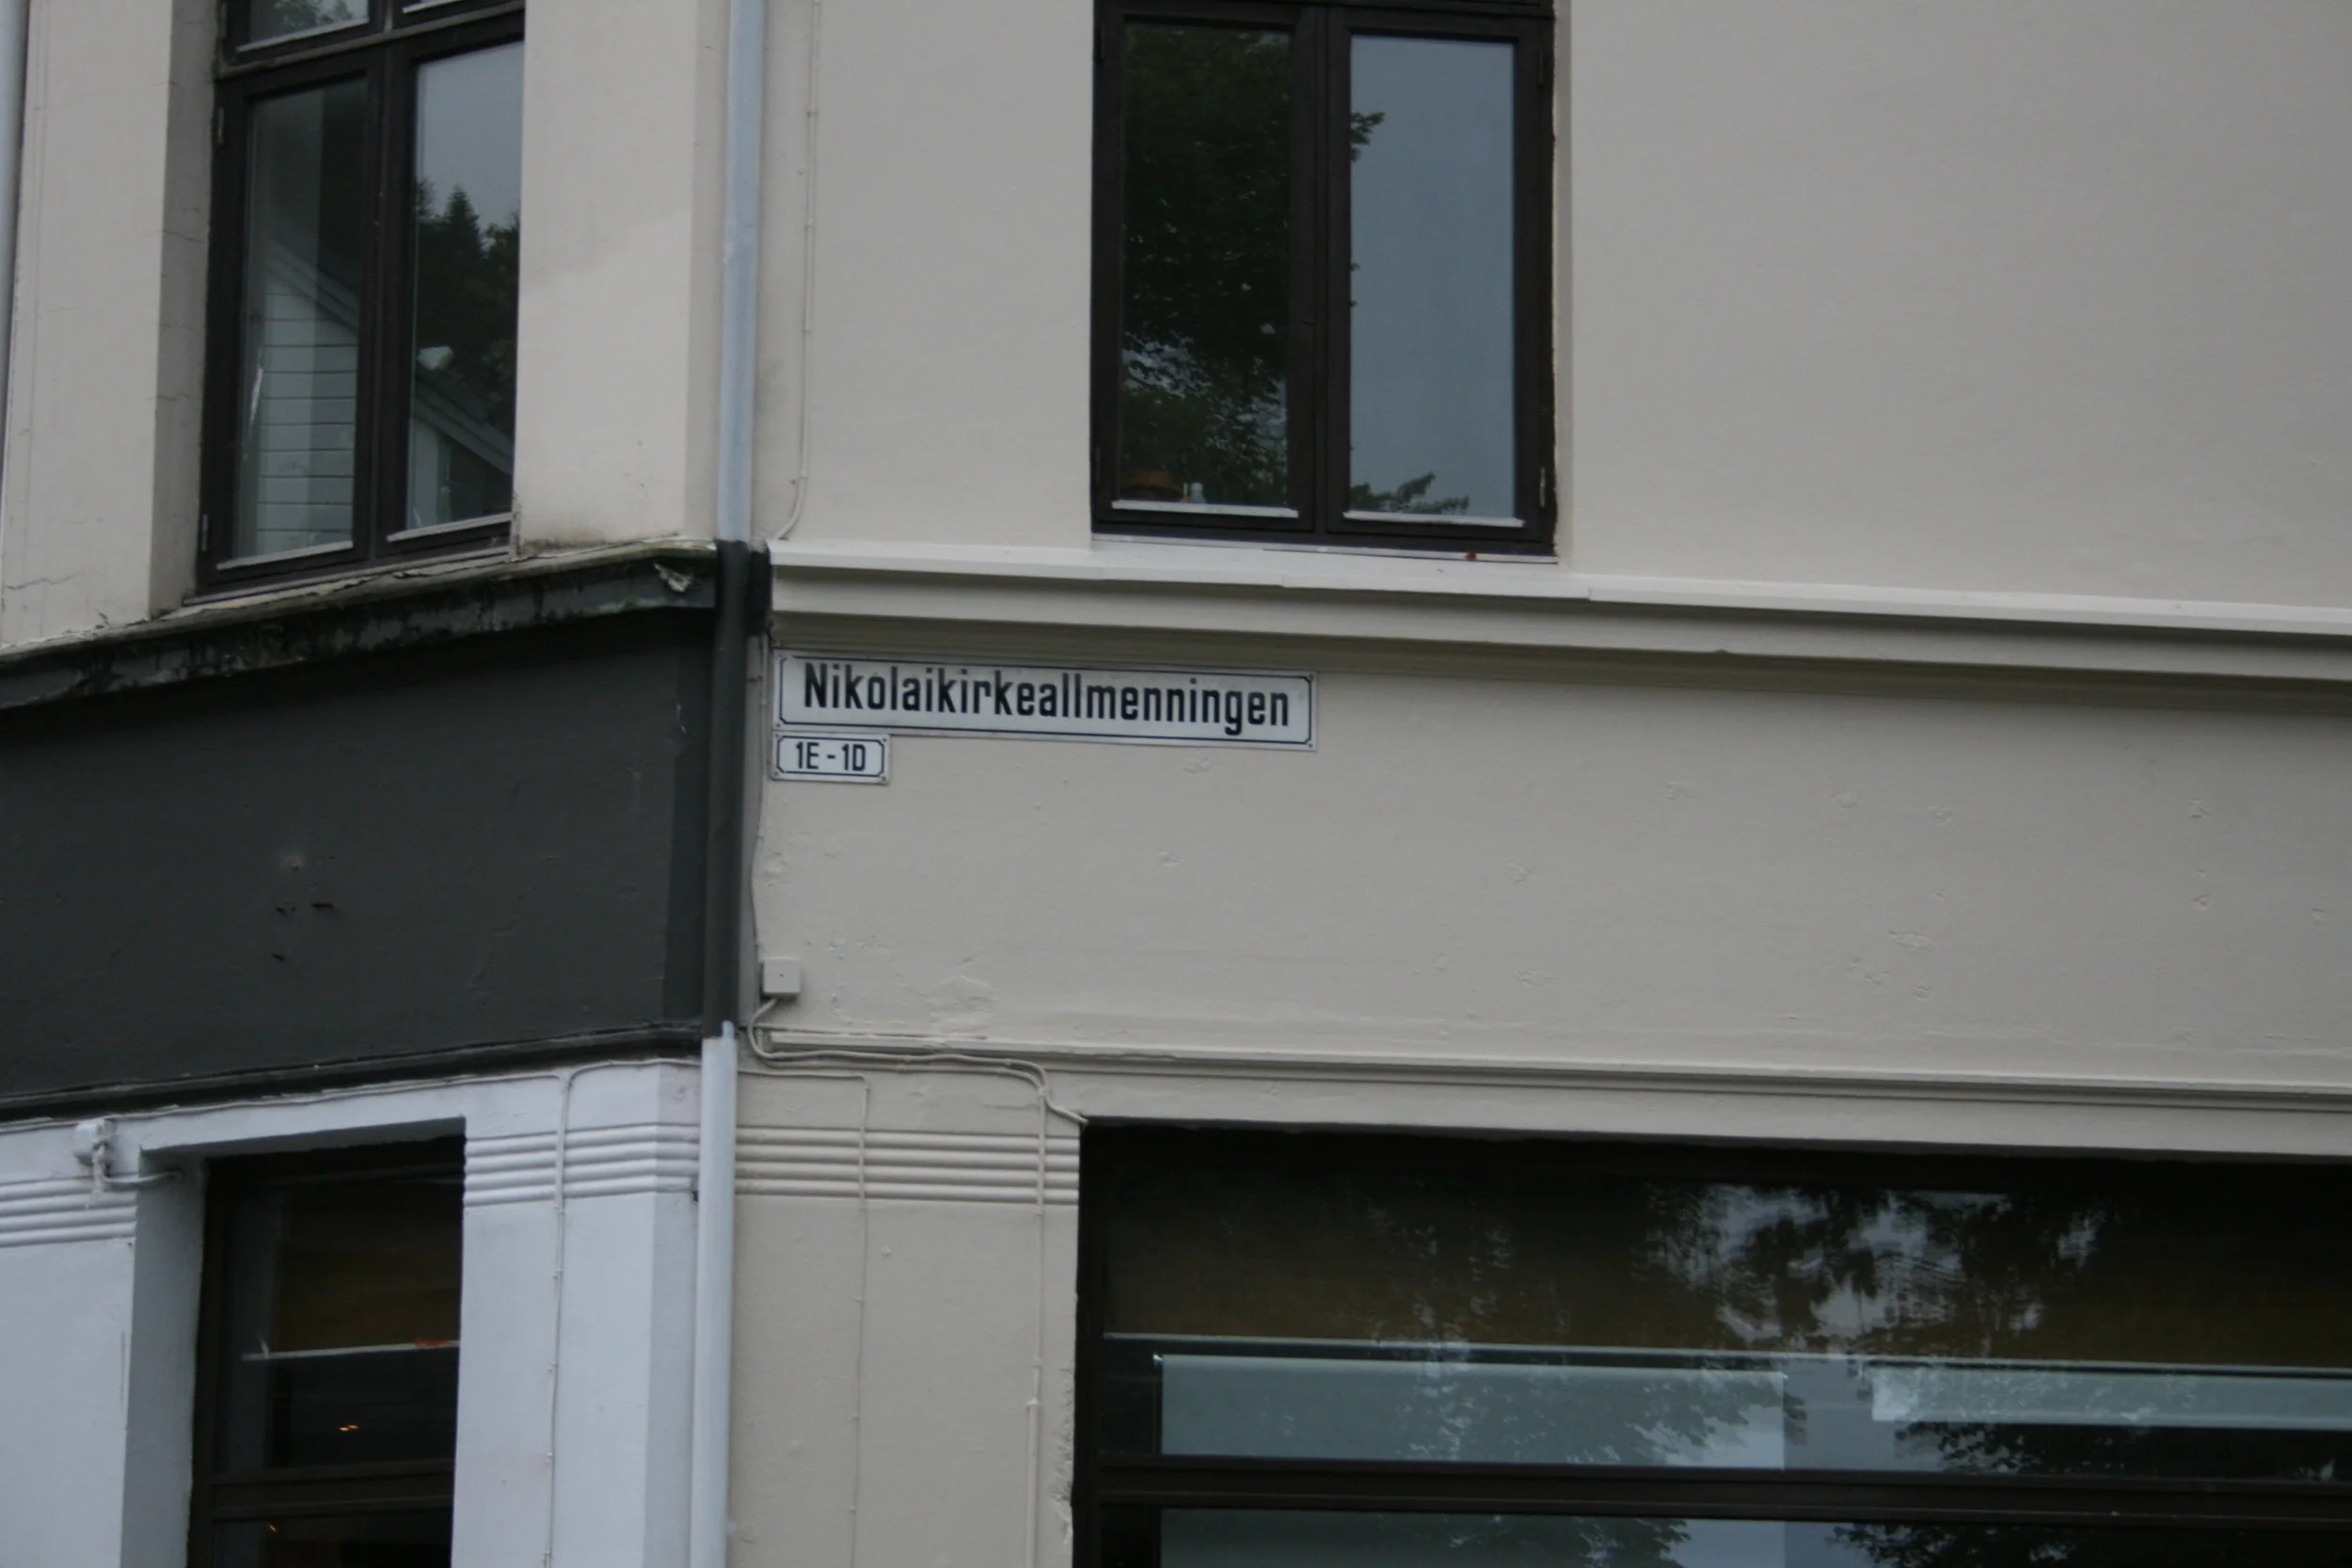 Nikolaikirkeallmenningen
1E - 1D